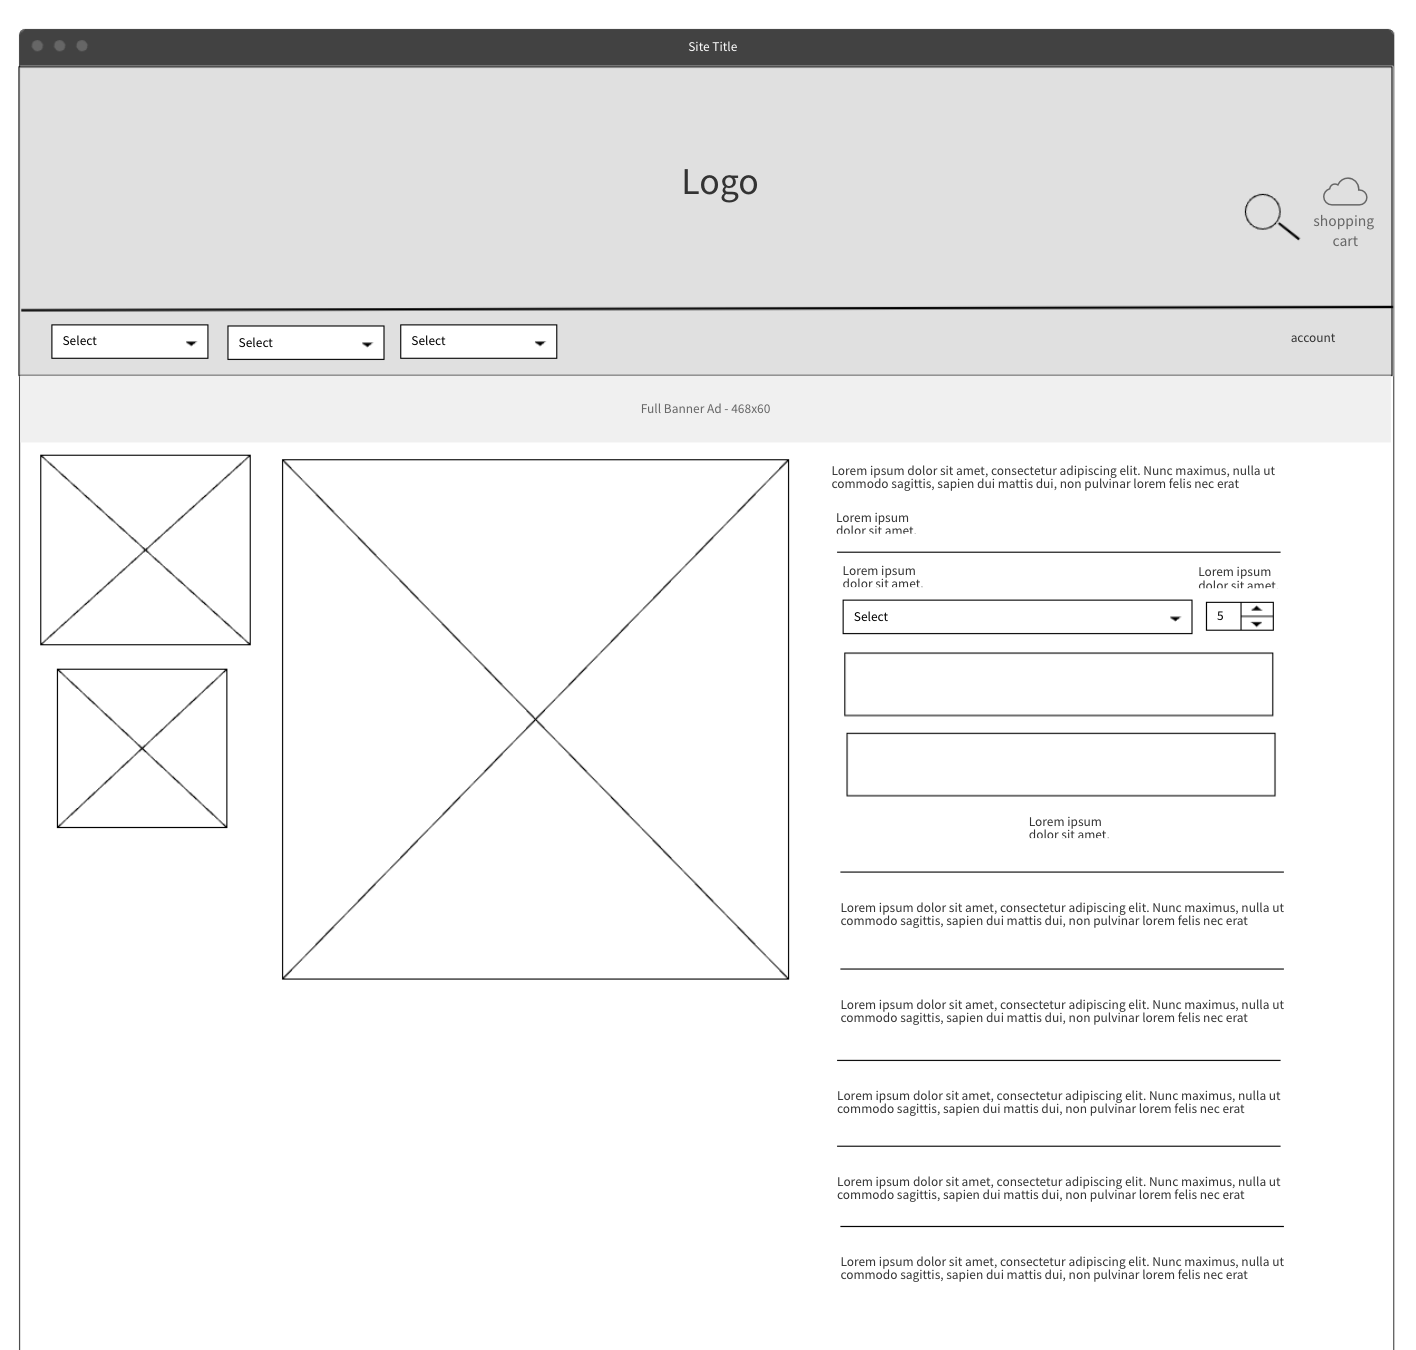 Site Title
Logo
shopping
cart
Select
Select
Select
account
Full Banner Ad - 468x60
Lorem ipsum dolor sit amet, consectetur adipiscing elit. Nunc maximus, nulla ut
commodo sagittis, sapien dui mattis dui, non pulvinar lorem felis nec erat
Lorem ipsum
dolor sit amet,
Lorem ipsum
dolor sit amet,
Lorem ipsum
dolor sit amet
Select
5
Lorem ipsum
dolor sit amet,
Lorem ipsum dolor sit amet, consectetur adipiscing elit. Nunc maximus, nulla ut
commodo sagittis, sapien dui mattis dui, non pulvinar lorem felis nec erat
Lorem ipsum dolor sit amet, consectetur adipiscing elit. Nunc maximus, nulla ut
commodo sagittis, sapien dui mattis dui, non pulvinar lorem felis nec erat
Lorem ipsum dolor sit amet, consectetur adipiscing elit. Nunc maximus, nulla ut
commodo sagittis, sapien dui mattis dui, non pulvinar lorem felis nec erat
Lorem ipsum dolor sit amet, consectetur adipiscing elit. Nunc maximus, nulla ut
commodo sagittis, sapien dui mattis dui, non pulvinar lorem felis nec erat
Lorem ipsum dolor sit amet, consectetur adipiscing elit. Nunc maximus, nulla ut
commodo sagittis, sapien dui mattis dui, non pulvinar lorem felis nec erat